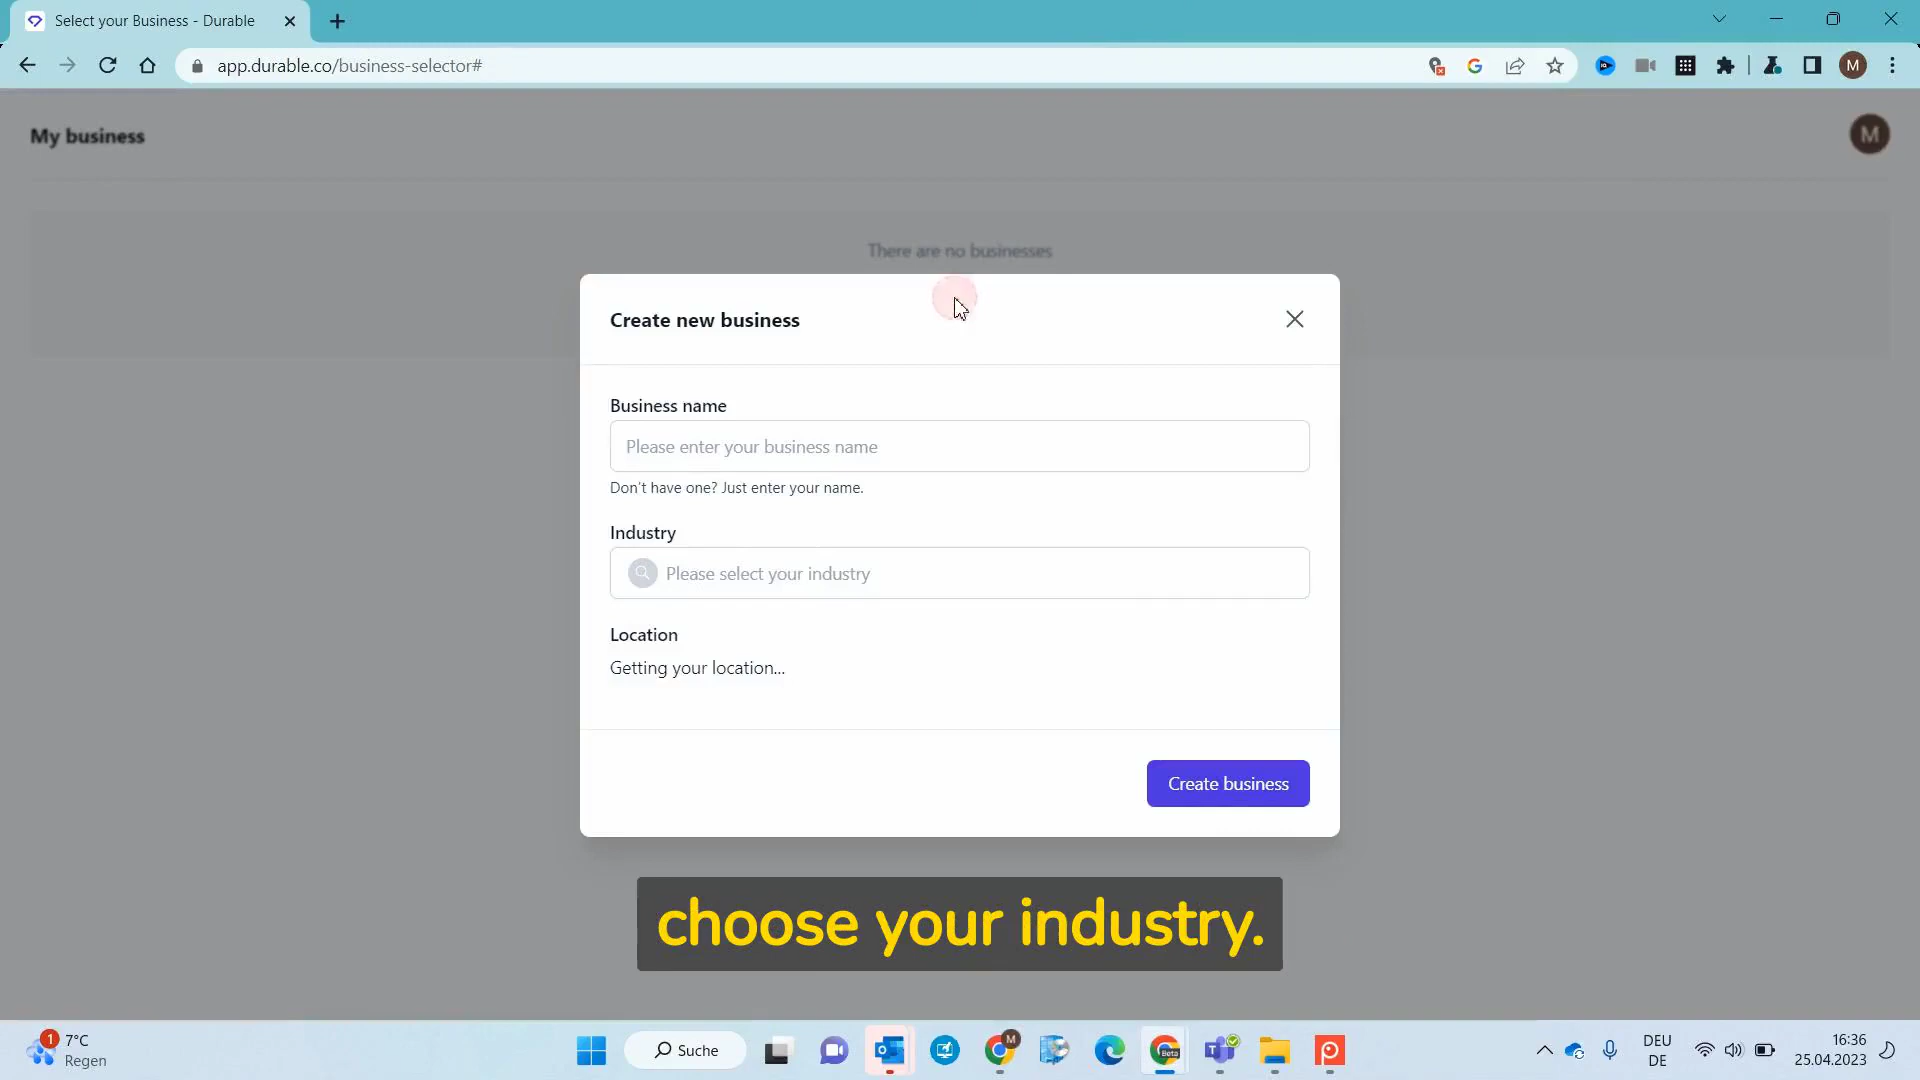 Select your Business - Durable
app.durable.co/business-selector#
M
My business
M
There are no businesses
Create new business
Business name
Please enter your business name
Don't have one? Just enter your name.
Industry
Please select your industry
Location
Getting your location...
Create business
choose your industry.
1
7°C
Regen
Suche
M
Beta
DEU
DE
16:36
25.04.2023